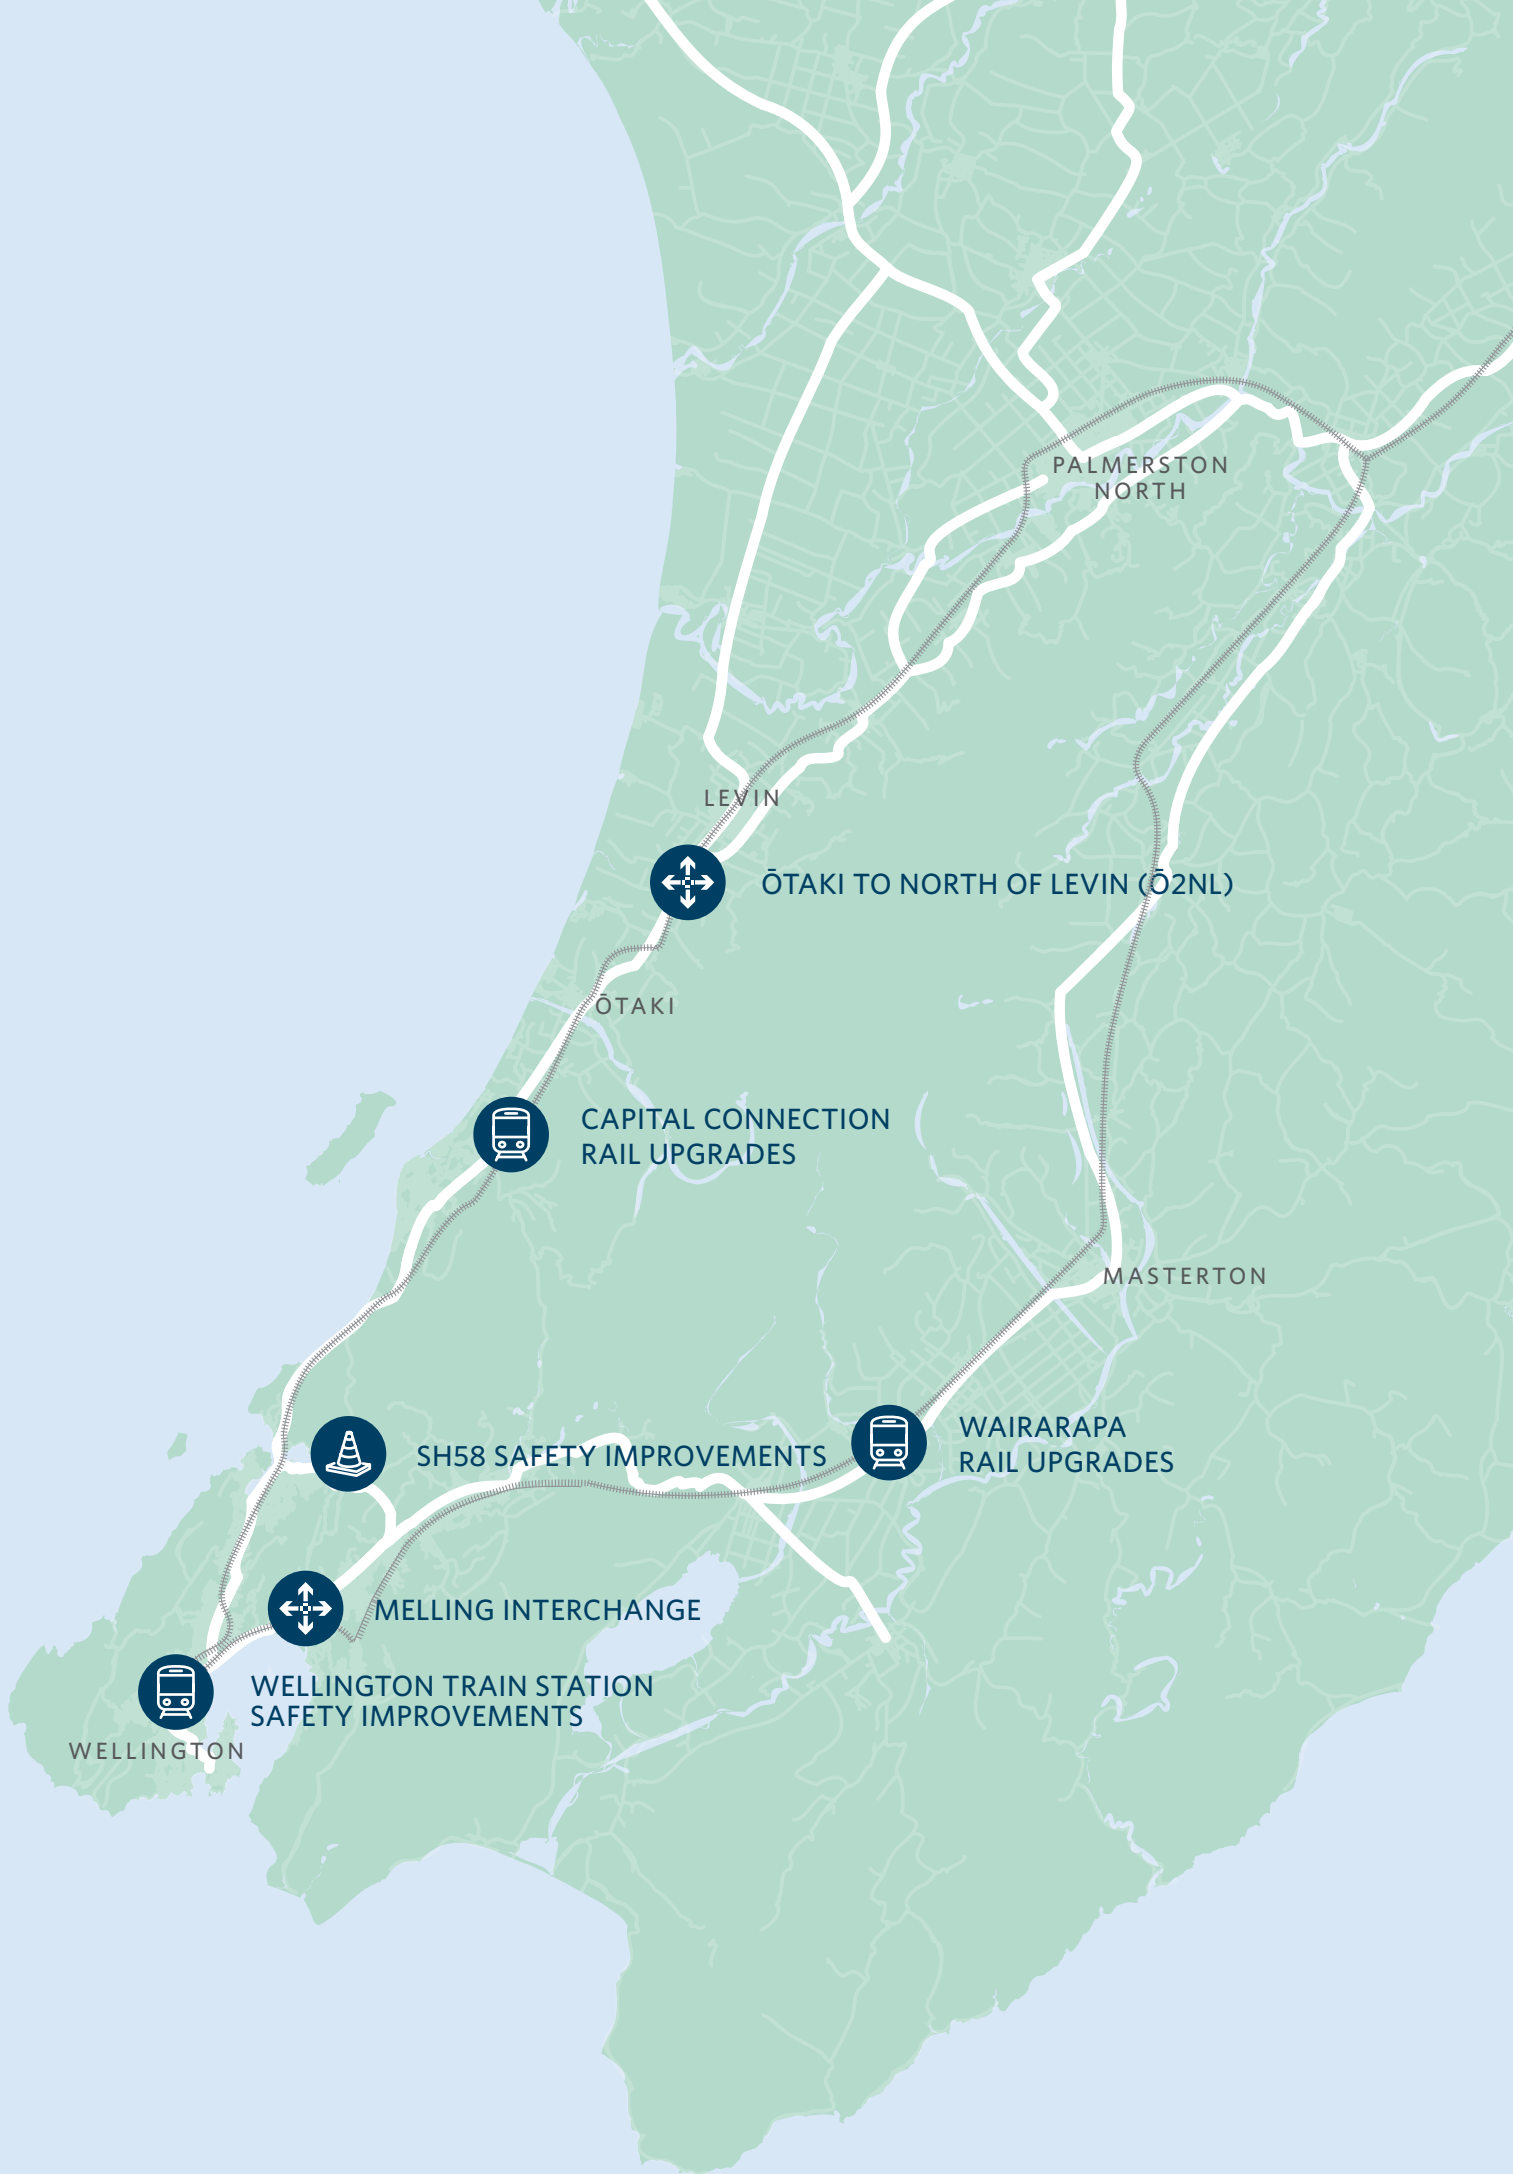 PALMERSTON
NORTH
LEVIN
ŌTAKI TO NORTH OF LEVIN (Ō2NL)
ŌTAKI
CAPITAL CONNECTION
RAIL UPGRADES
MASTERTON
WAIRARAPA
RAIL UPGRADES
SH58 SAFETY IMPROVEMENTS
MELLING INTERCHANGE
WELLINGTON TRAIN STATION
SAFETY IMPROVEMENTS
WELLINGTON